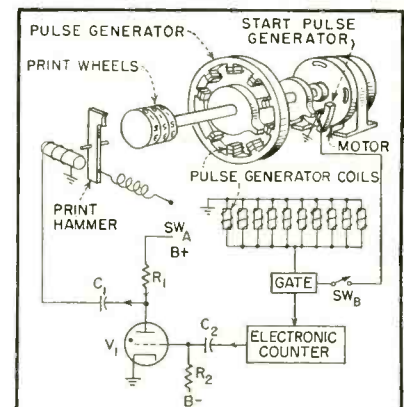 PULSE GENERATOR
START PULSE
GENERATOR
PRINT WHEELS
MOTOR
PULSE GENERATOR COILS
PRINT
HAMMER
SWA
B+
R1
C1
GATE
SWB
V1
C2
ELECTRONIC
COUNTER
R2
B-